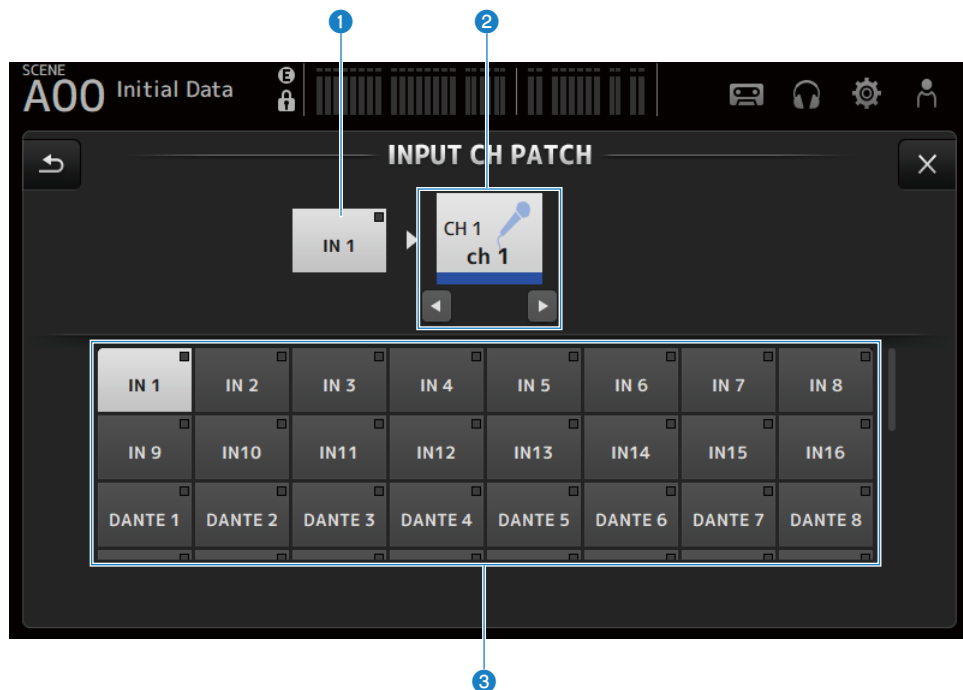 1 2
SCENE
A00 Initial Data E
INPUT CH PATCH
IN 1 CH 1
ch 1
IN 1 IN 2 IN 3 IN 4 IN 5 IN 6 IN 7 IN 8
IN 9 IN10 IN11 IN12 IN13 IN14 IN15 IN16
DANTE 1 DANTE 2 DANTE 3 DANTE 4 DANTE 5 DANTE 6 DANTE 7 DANTE 8
3